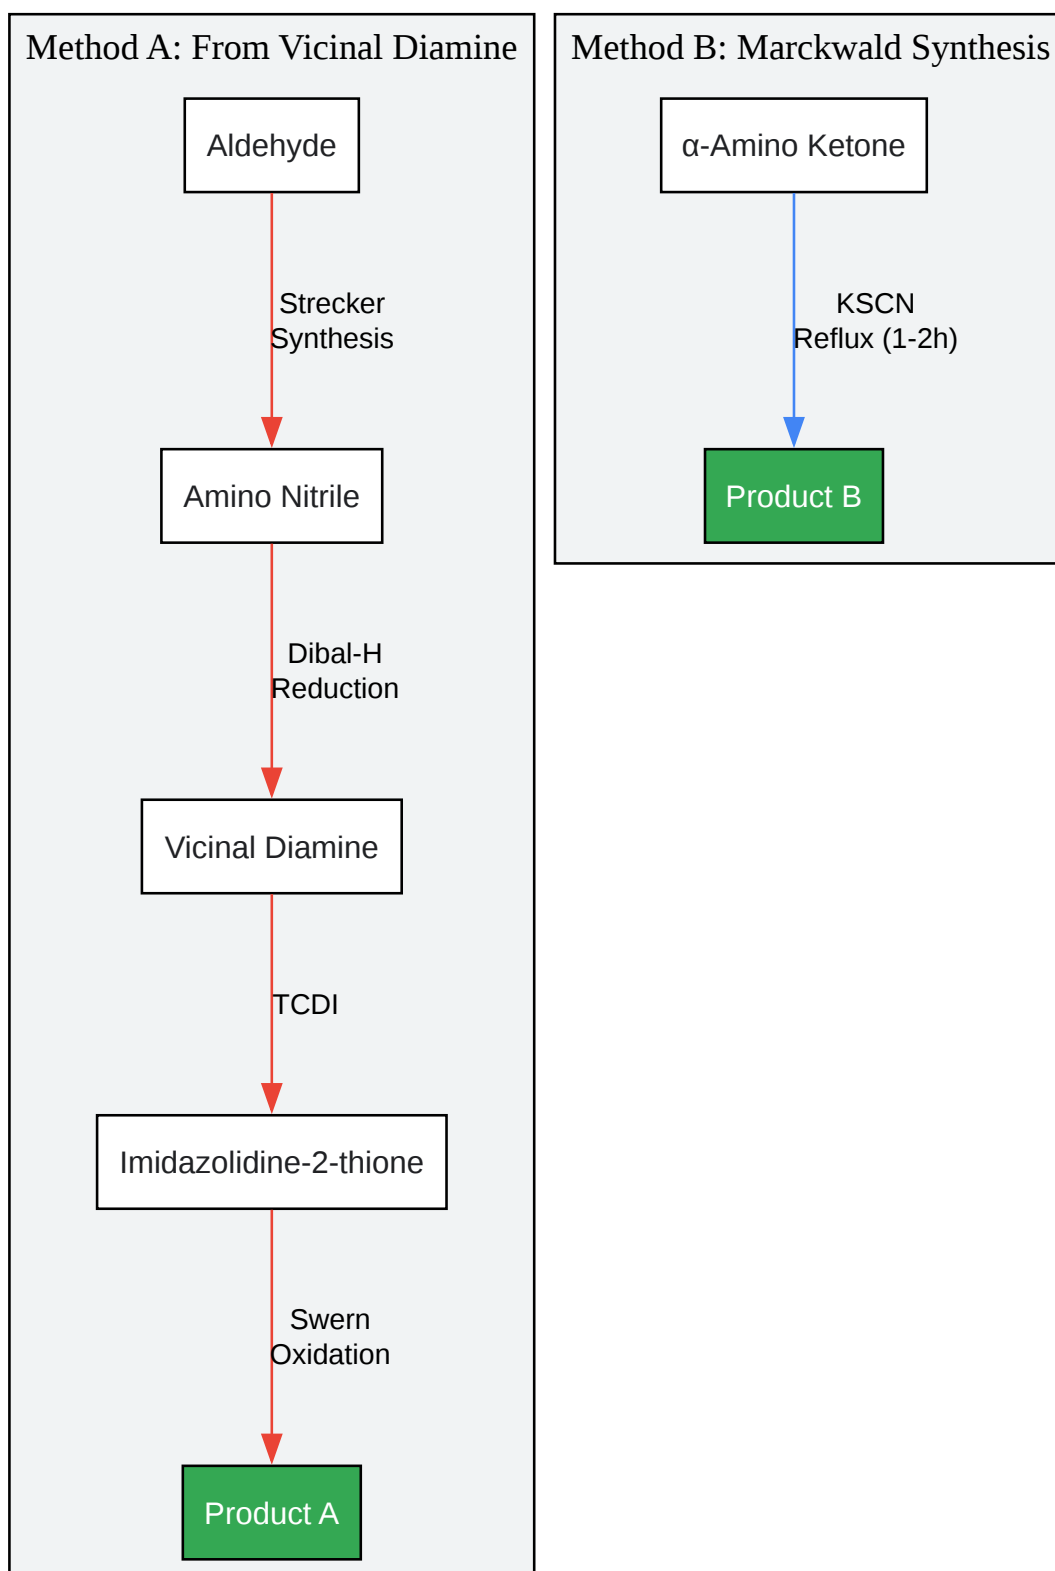 Method A: From Vicinal Diamine
Aldehyde
Strecker
Synthesis
Amino Nitrile
Dibal-H
Reduction
Vicinal Diamine
TCDI
Imidazolidine-2-thione
Swern
Oxidation
Product A
Method B: Marckwald Synthesis
α-Amino Ketone
KSCN
Reflux (1-2h)
Product B